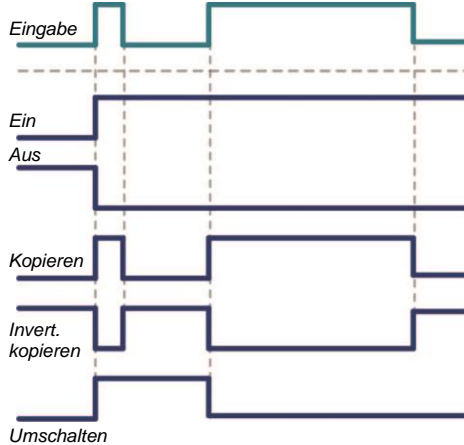 Eingabe
Ein
Aus
Kopieren
Invert.
kopieren
Umschalten